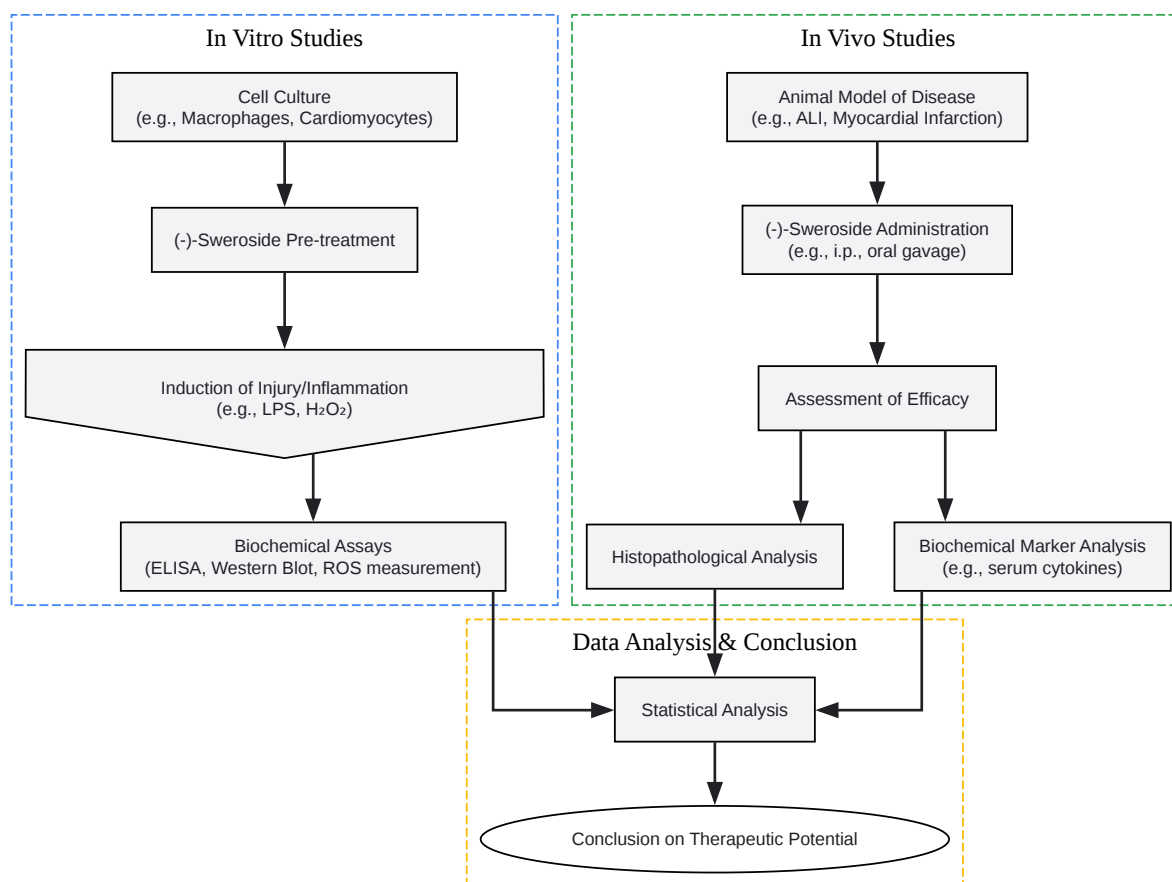 In Vitro Studies
Cell Culture
(e.g., Macrophages, Cardiomyocytes)
(-)-Sweroside Pre-treatment
Induction of Injury/Inflammation
(e.g., LPS, H₂O₂)
Biochemical Assays
(ELISA, Western Blot, ROS measurement)
In Vivo Studies
Animal Model of Disease
(e.g., ALI, Myocardial Infarction)
(-)-Sweroside Administration
(e.g., i.p., oral gavage)
Assessment of Efficacy
Histopathological Analysis
Biochemical Marker Analysis
(e.g., serum cytokines)
Data Analysis & Conclusion
Statistical Analysis
Conclusion on Therapeutic Potential